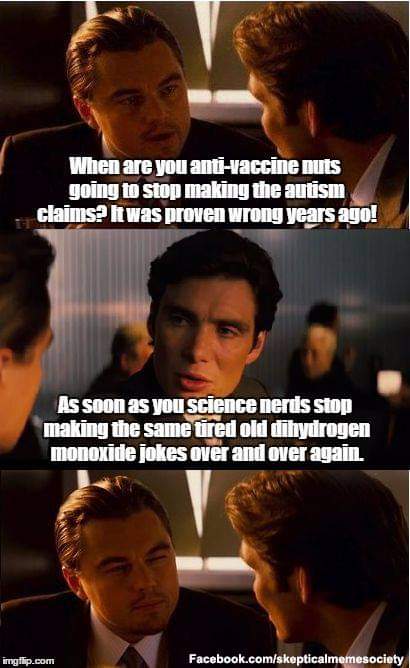 When are you anti-vaccine nuts
going to stop making the autism
claims? It was proven wrong years ago!
As soon as you science nerds stop
making the same tired old dihydrogen
monoxide jokes over and over again.
imgflip.com
Facebook.com/skepticalmemesociety